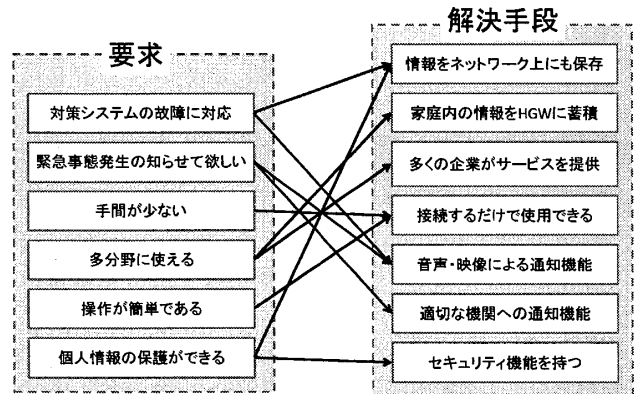 要求
対策システムの故障に対応
緊急事態発生の知らせて欲しい
手間が少ない
多分野に使える
操作が簡単である
個人情報の保護ができる
解決手段
情報をネットワーク上にも保存
家庭内の情報をHGWに蓄積
多くの企業がサービスを提供
接続するだけで使用できる
音声・映像による通知機能
適切な機関への通知機能
セキュリティ機能を持つ